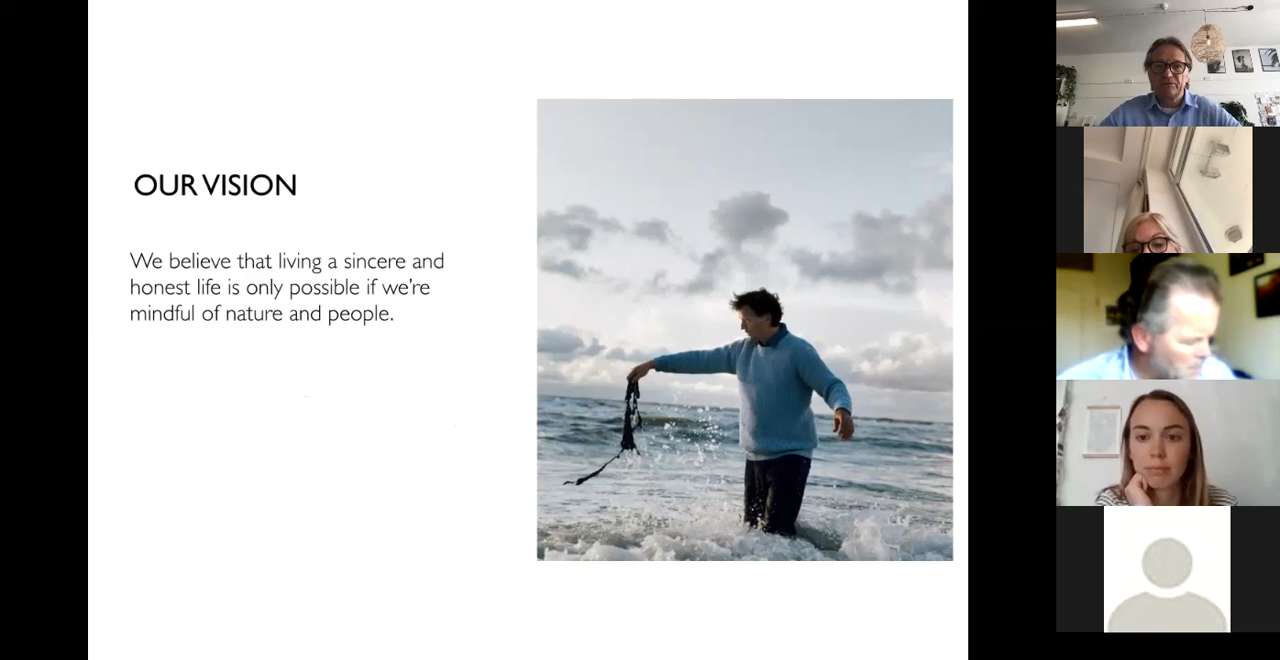 OUR VISION
We believe that living a sincere and
honest life is only possible if we're
mindful of nature and people.